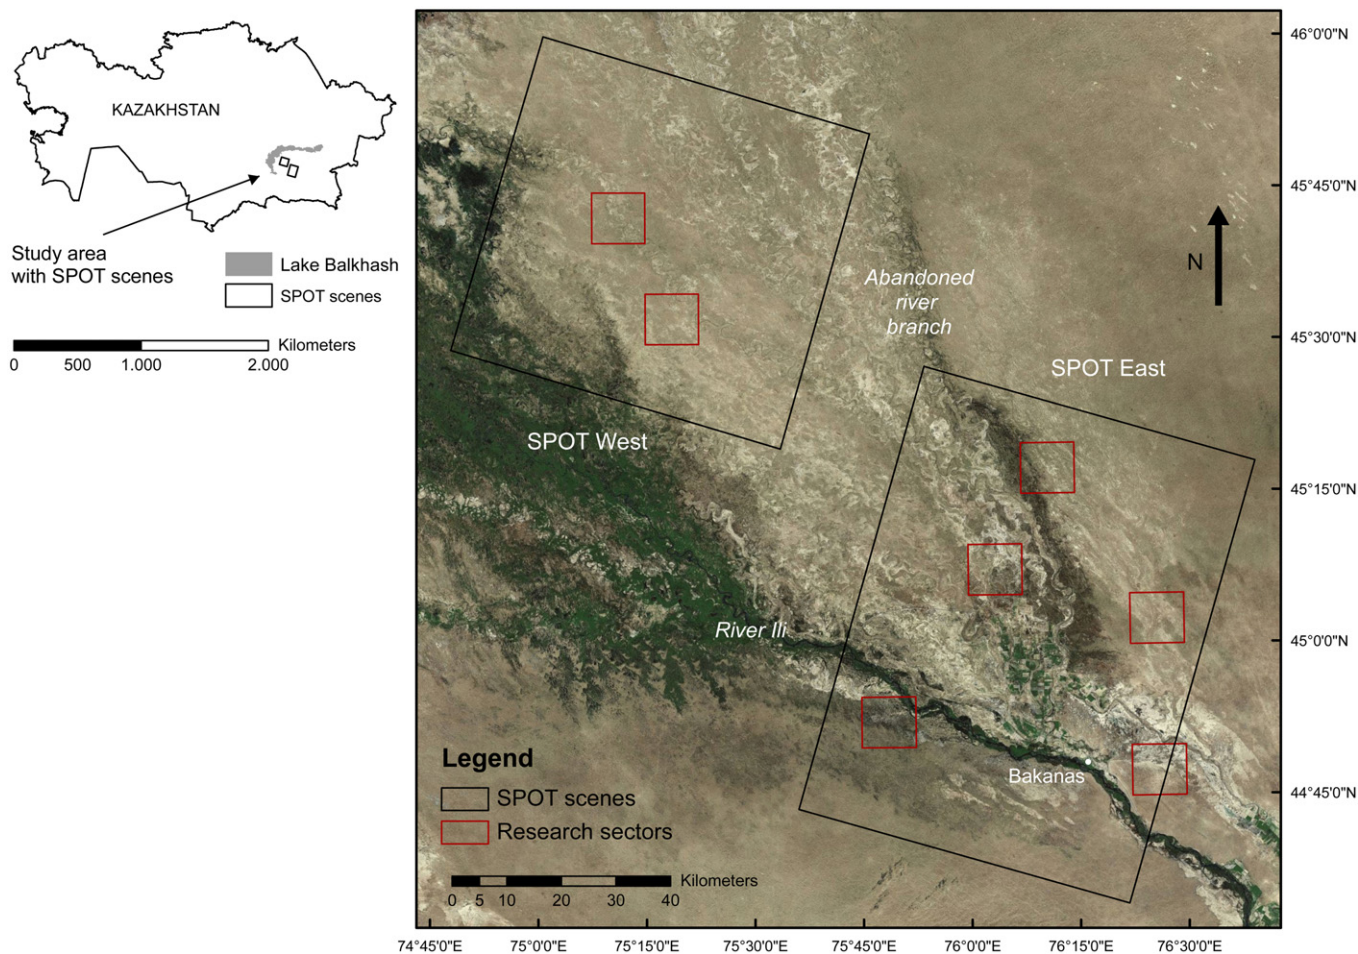 KAZAKHSTAN
Study area
with SPOT scenes
Lake Balkhash
SPOT scenes
Kilometers
0 500 1.000 2.000
Abandoned
river
branch
SPOT East
SPOT West
River Ili
Bakanas
N
Legend
SPOT scenes
Research sectors
Kilometers
0 5 10 20 30 40
46°0'0"N
45°45'0"N
45°30'0"N
45°15'0"N
45°0'0"N
44°45'0"N
74°45'0"E 75°0'0"E 75°15'0"E 75°30'0"E 75°45'0"E 76°0'0"E 76°15'0"E 76°30'0"E